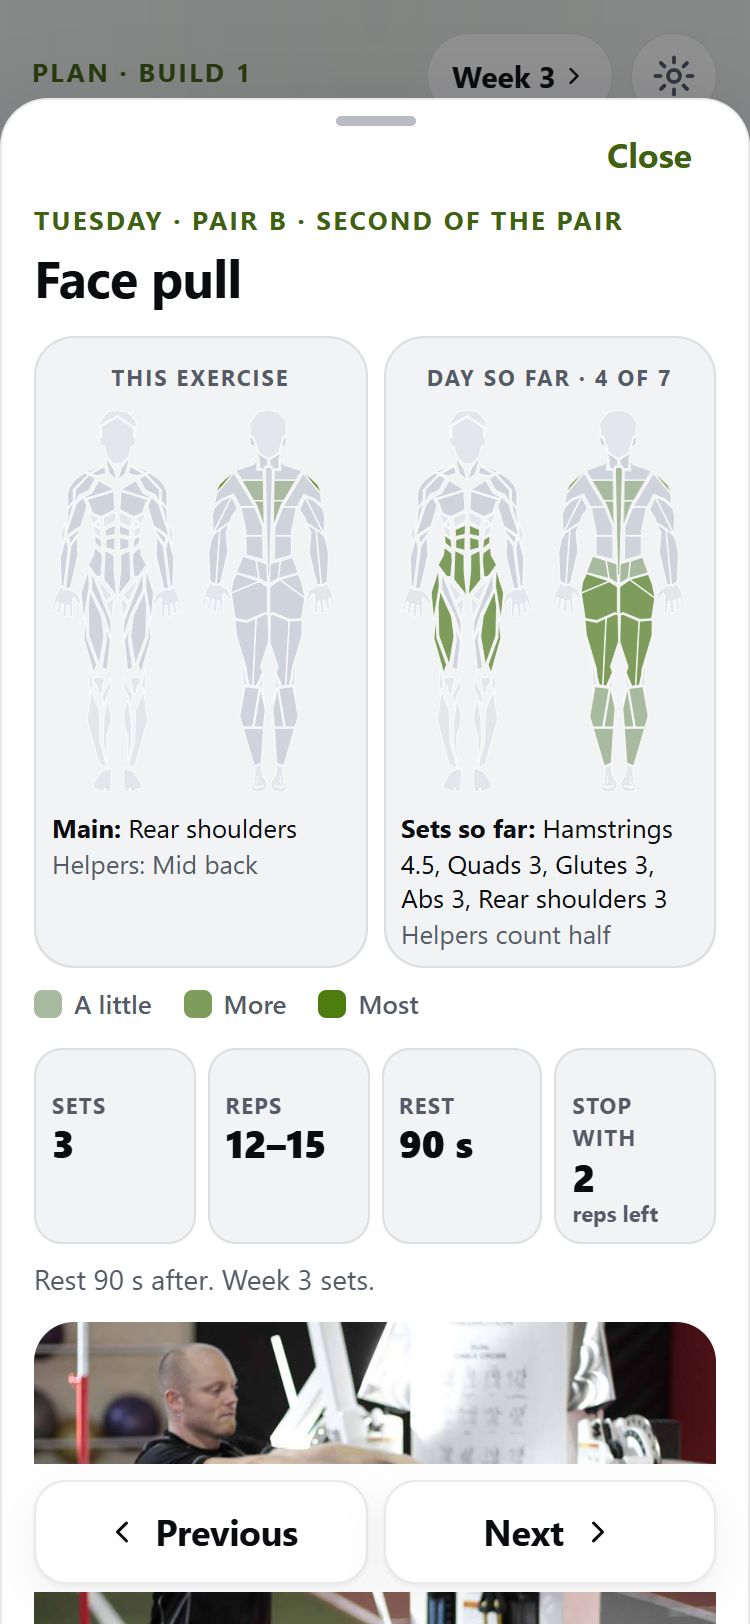 PLAN · BUILD 1
Week 3
Close
TUESDAY · PAIR B · SECOND OF THE PAIR
Face pull
THIS EXERCISE
Main: Rear shoulders
Helpers: Mid back
DAY SO FAR · 4 OF 7
Sets so far: Hamstrings
4.5, Quads 3, Glutes 3,
Abs 3, Rear shoulders 3
Helpers count half
A little
More
Most
SETS
3
REPS
12–15
REST
90 s
STOP
WITH
2
reps left
Rest 90 s after. Week 3 sets.
Previous
Next